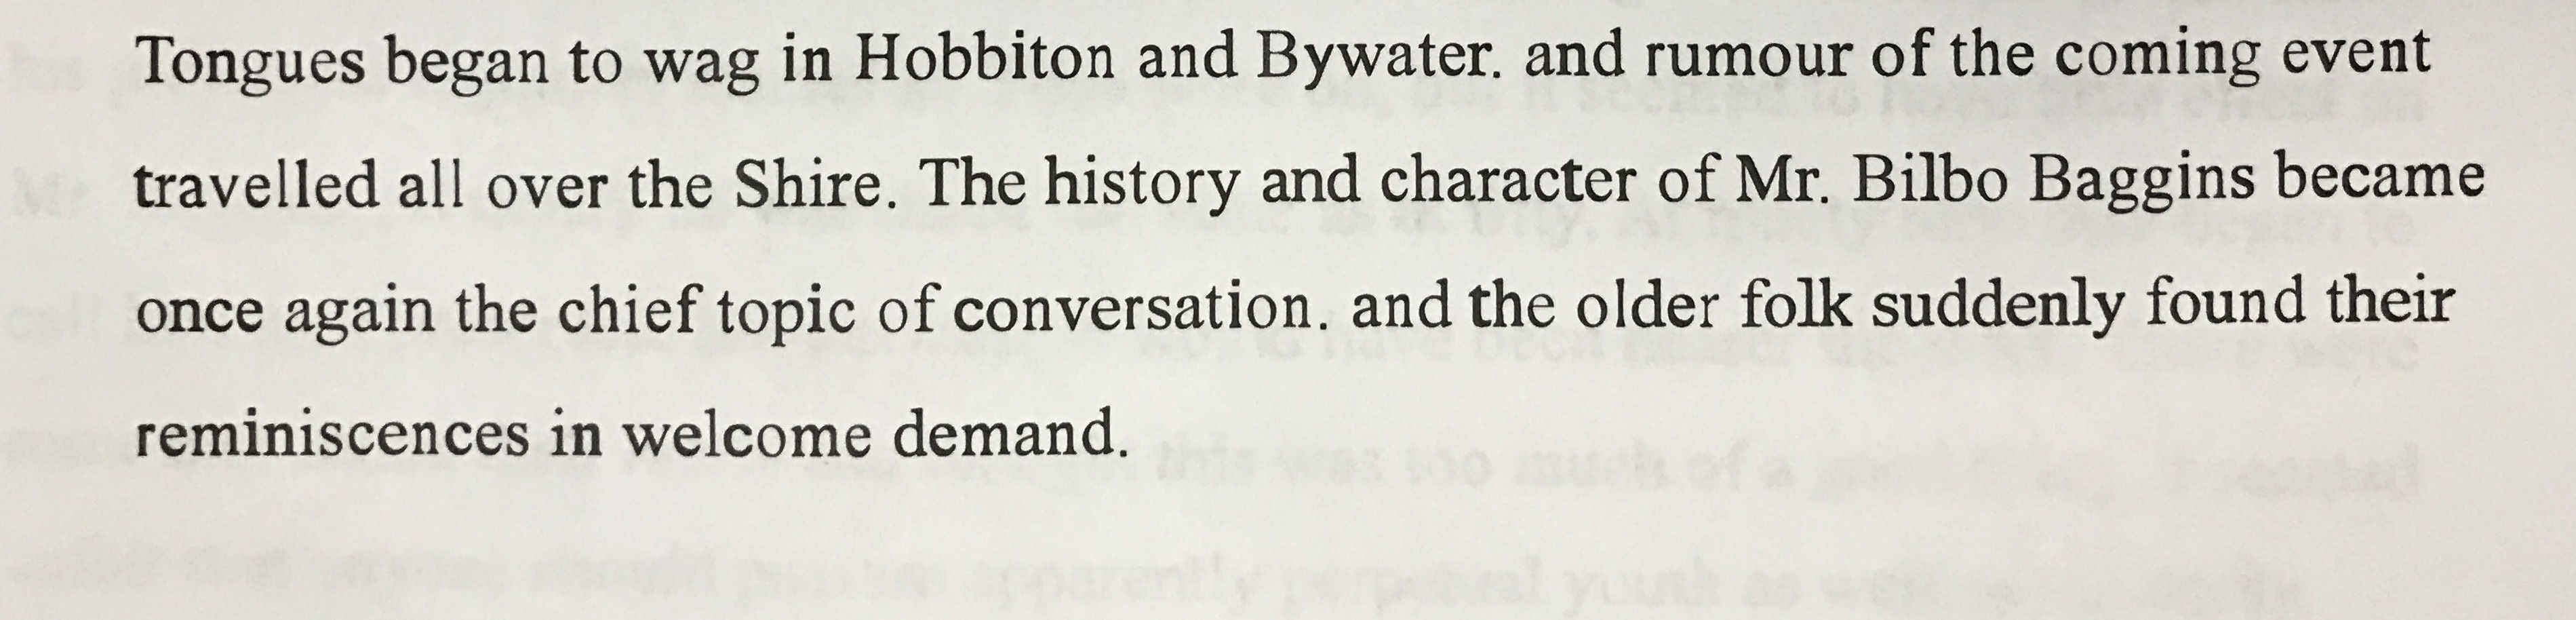 Tongues began to wag in Hobbiton and Bywater. and rumour of the coming event
travelled all over the Shire. The history and character of Mr. Bilbo Baggins became
once again the chief topic of conversation. and the older folk suddenly found their
reminiscences in welcome demand.